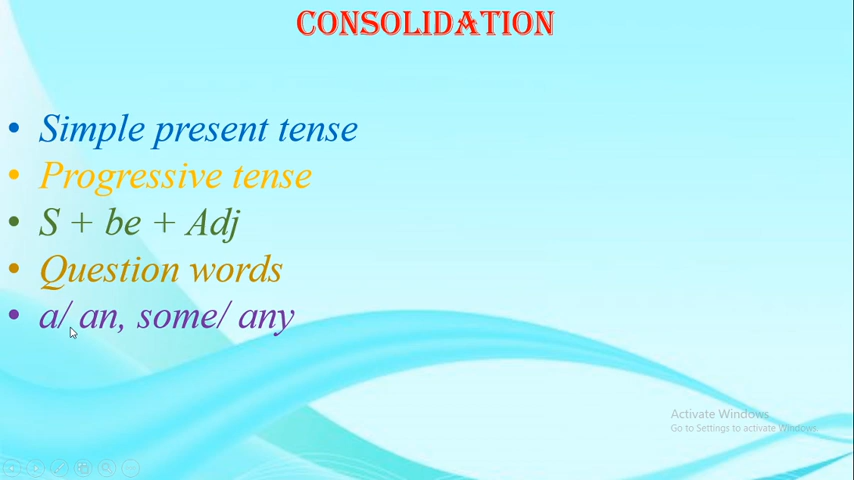 CONSOLIDATION
• Simple present tense
• Progressive tense
• S + be + Adj
• Question words
• a/ an, some/ any
Activate Windows
Go to Settings to activate Windows.